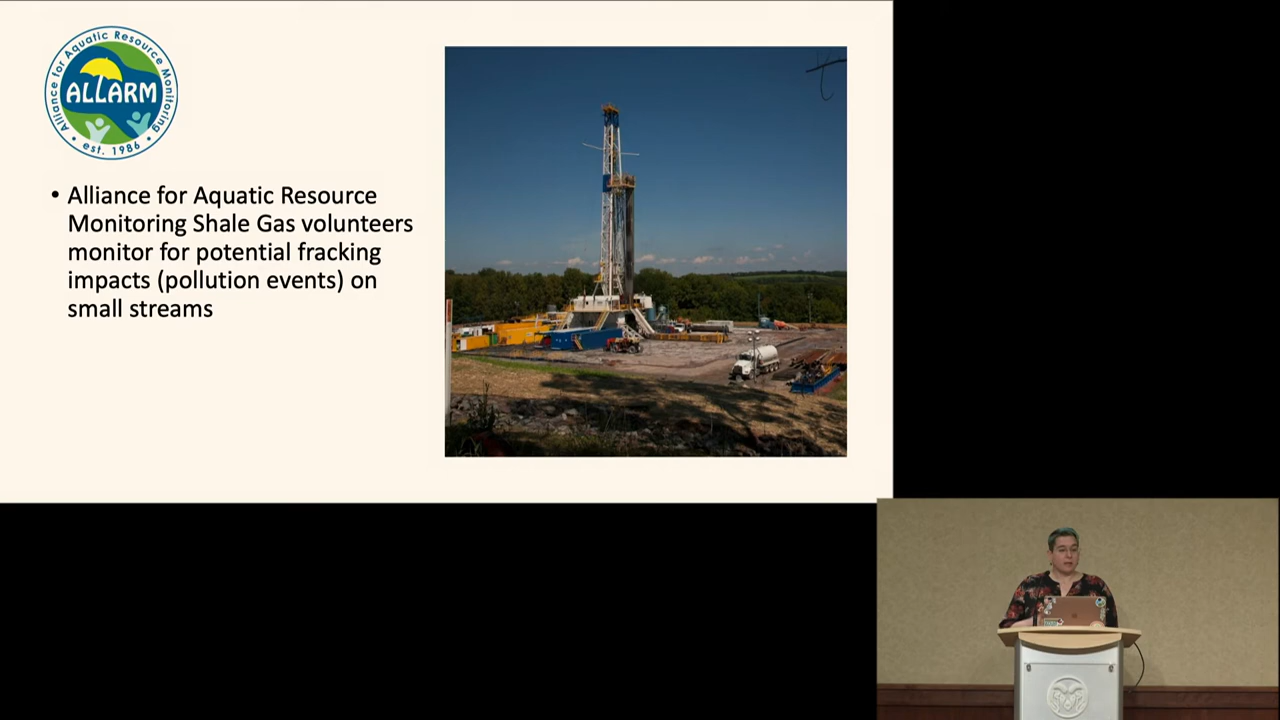 Alliance for Aquatic Resource Monitoring
ALLARM
est. 1986
• Alliance for Aquatic Resource
Monitoring Shale Gas volunteers
monitor for potential fracking
impacts (pollution events) on
small streams